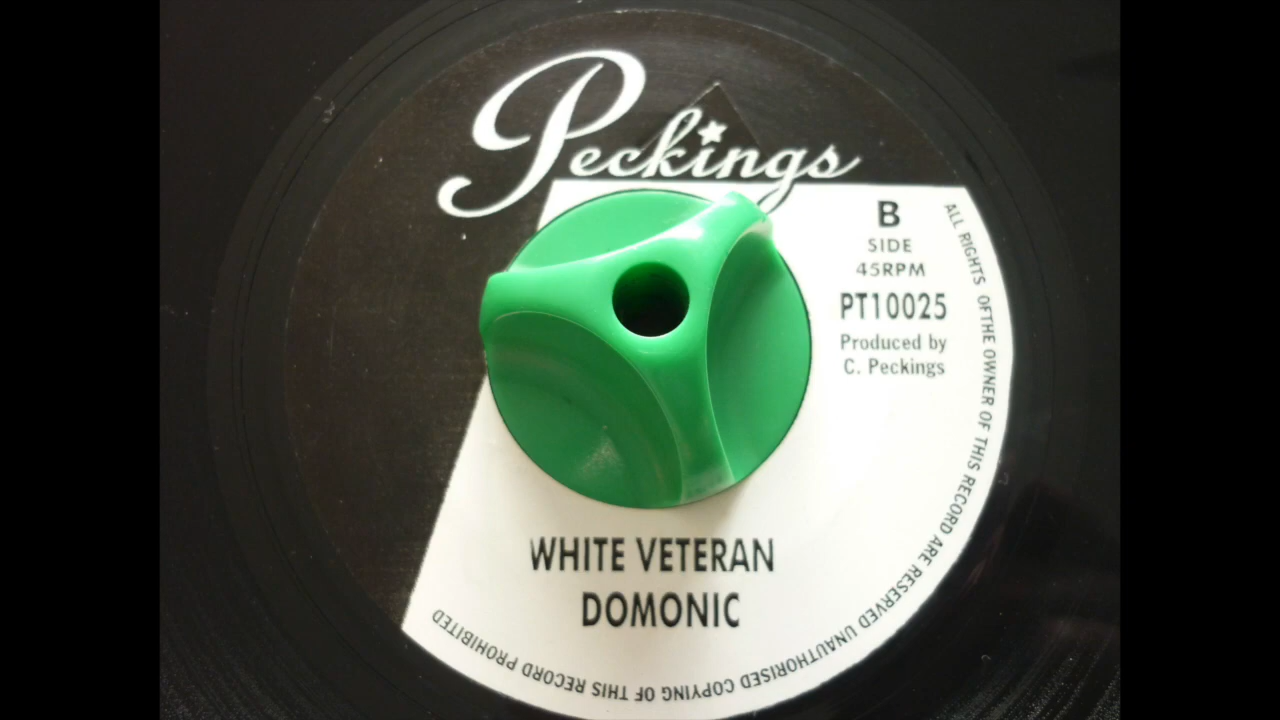 Peckings
B
SIDE
45RPM
PT10025
Produced by
C. Peckings
WHITE VETERAN
DOMONIC
ALL RIGHTS OFTHE OWNER OF THIS RECORD ARE RESERVED UNAUTHORISED COPYING OF THIS RECORD PROHIBITED